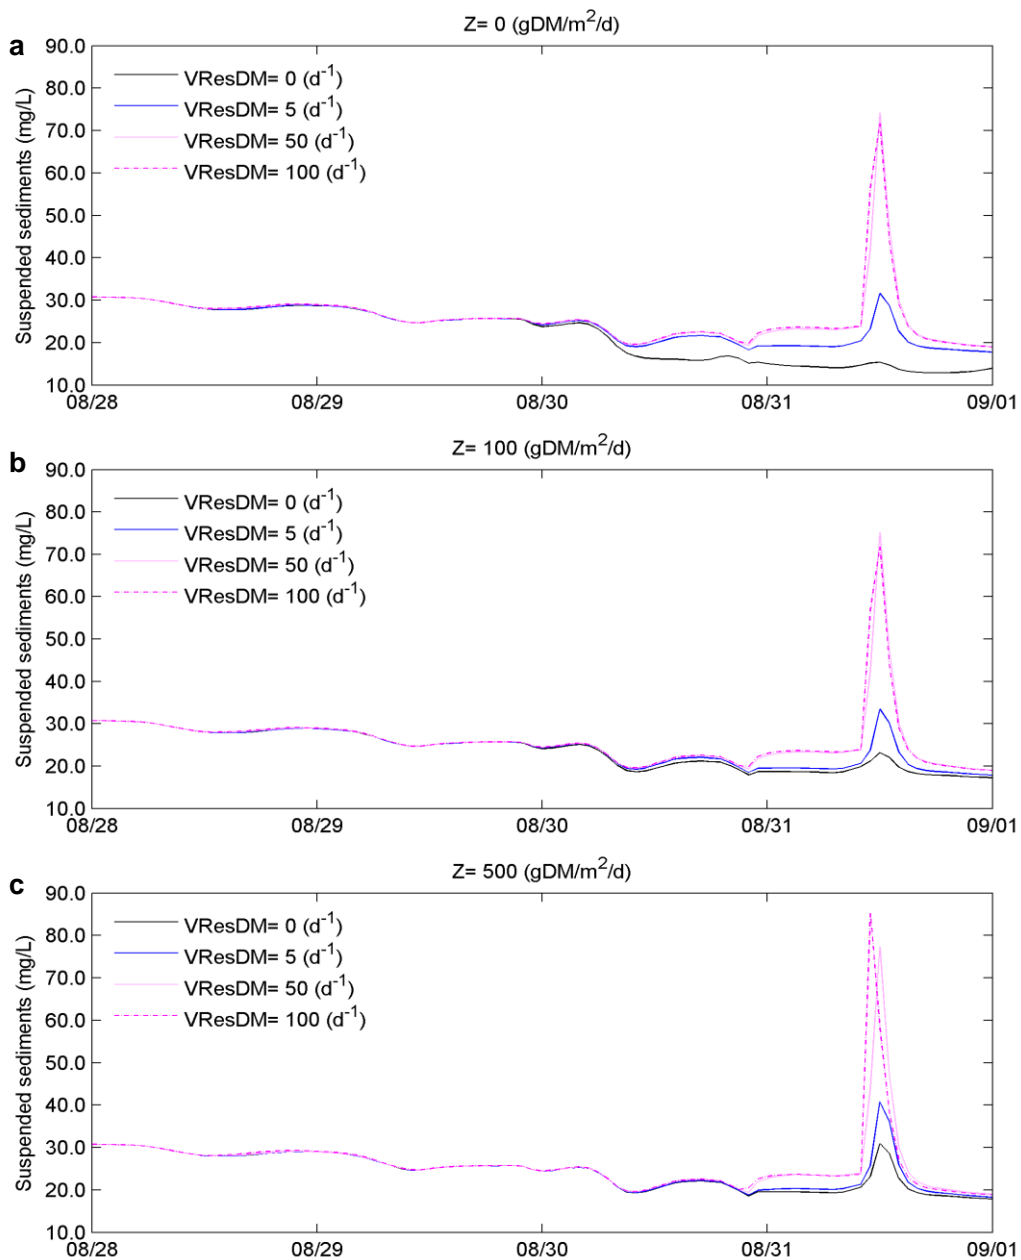 Z= 0 (gDM/m²/d)
a
90.0
80.0
70.0
60.0
50.0
40.0
30.0
20.0
10.0
Suspended sediments (mg/L)
VResDM= 0 (d⁻¹)
VResDM= 5 (d⁻¹)
VResDM= 50 (d⁻¹)
VResDM= 100 (d⁻¹)
08/28 08/29 08/30 08/31 09/01
Z= 100 (gDM/m²/d)
b
90.0
80.0
70.0
60.0
50.0
40.0
30.0
20.0
10.0
Suspended sediments (mg/L)
VResDM= 0 (d⁻¹)
VResDM= 5 (d⁻¹)
VResDM= 50 (d⁻¹)
VResDM= 100 (d⁻¹)
08/28 08/29 08/30 08/31 09/01
Z= 500 (gDM/m²/d)
c
90.0
80.0
70.0
60.0
50.0
40.0
30.0
20.0
10.0
Suspended sediments (mg/L)
VResDM= 0 (d⁻¹)
VResDM= 5 (d⁻¹)
VResDM= 50 (d⁻¹)
VResDM= 100 (d⁻¹)
08/28 08/29 08/30 08/31 09/01